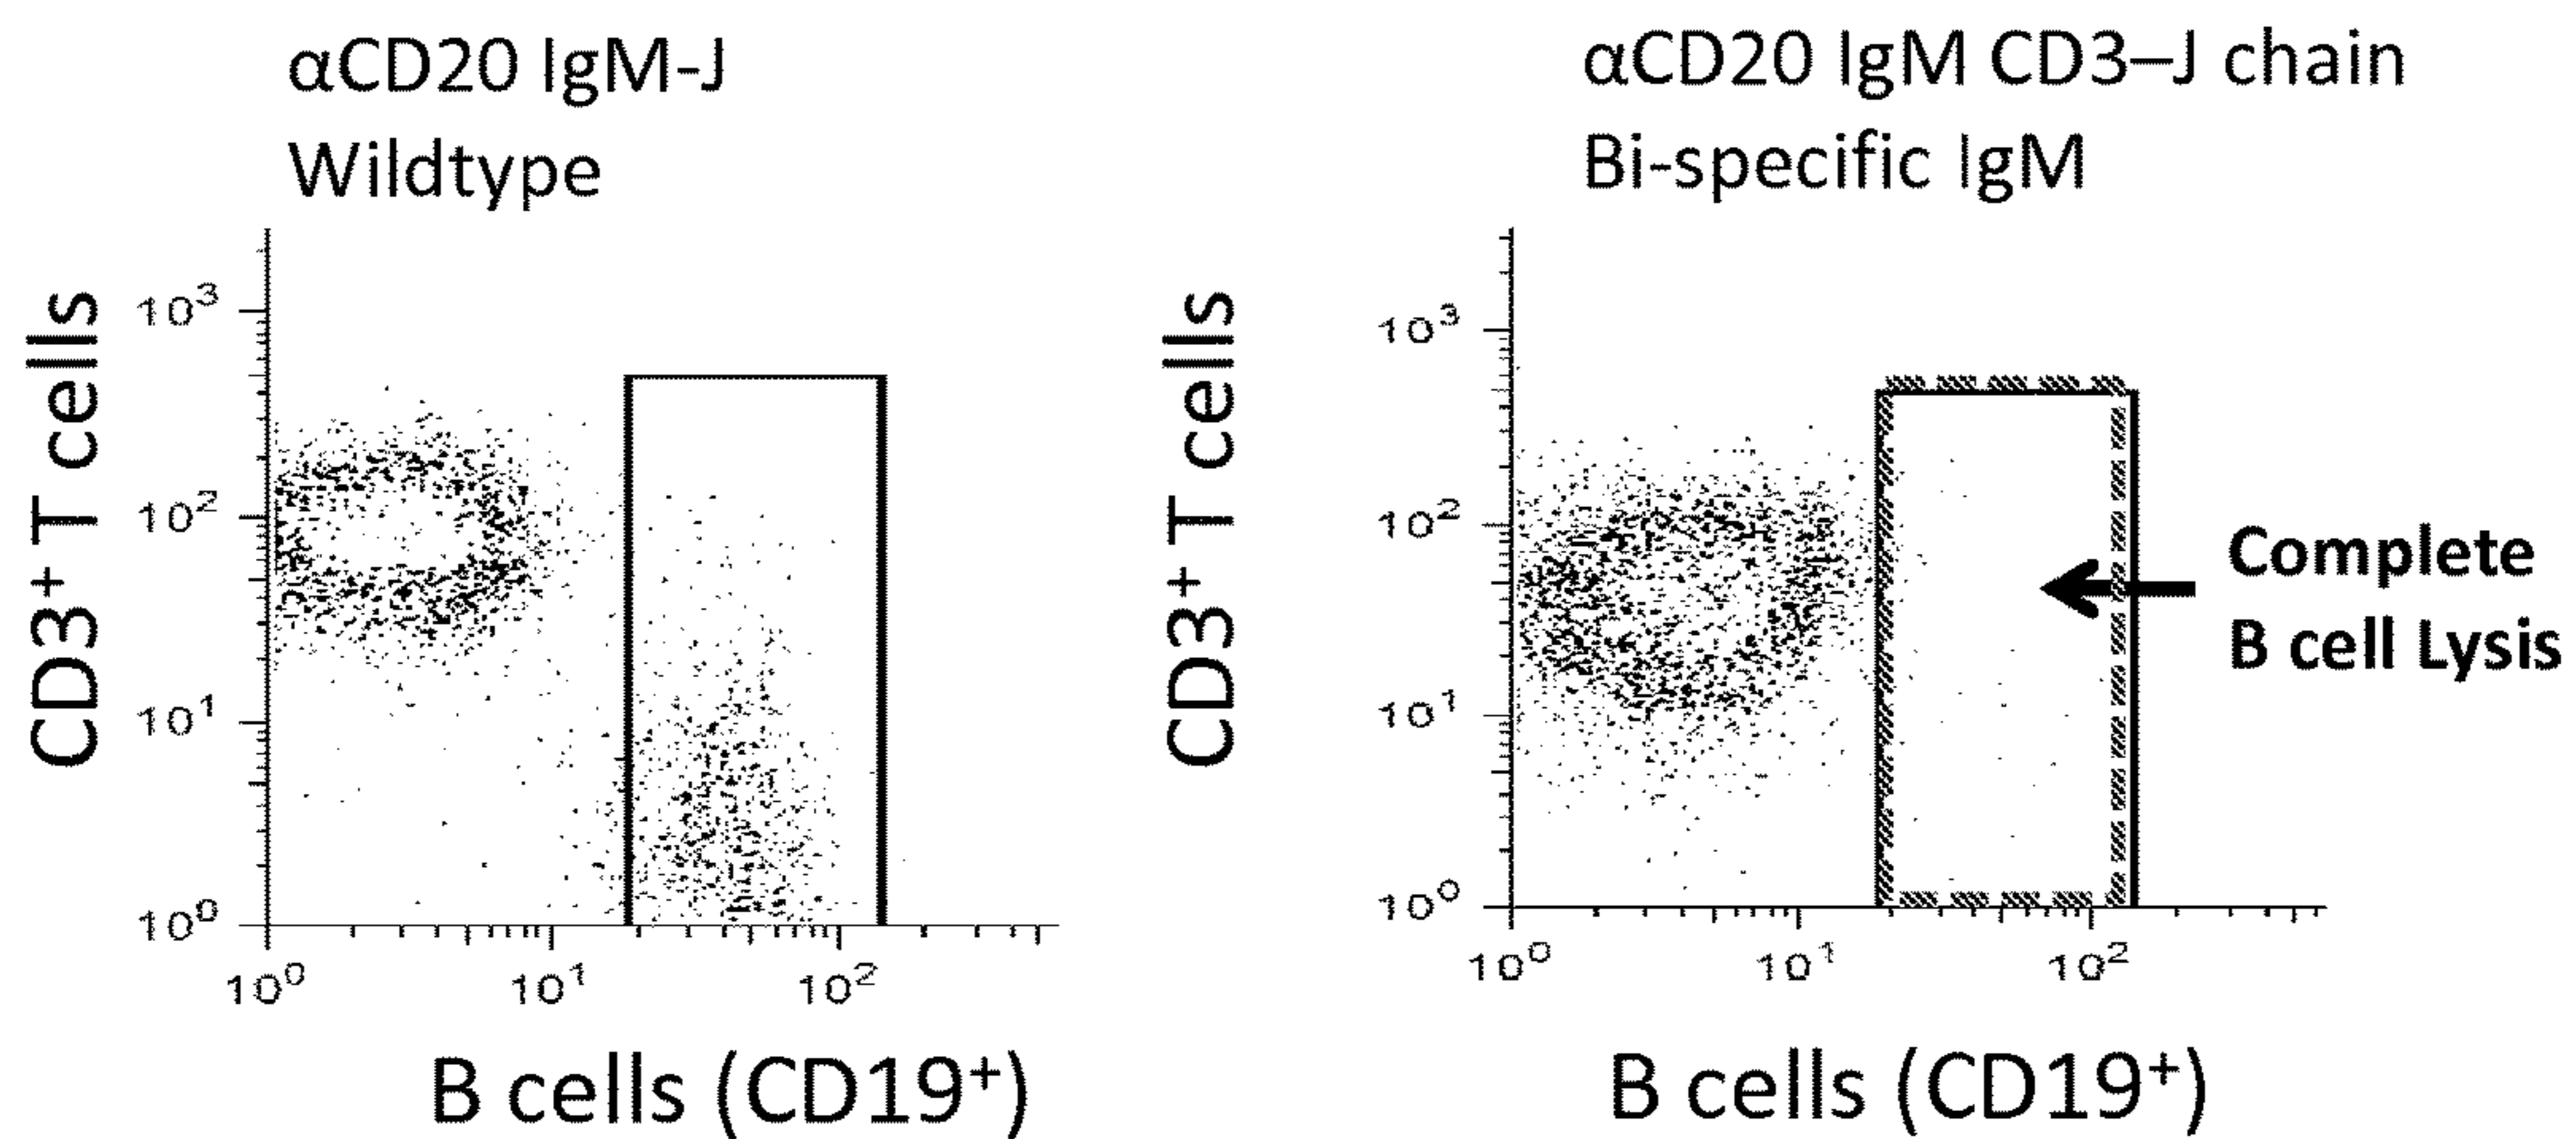 αCD20 IgM-J
Wildtype
CD3⁺ T cells
10³
10²
10¹
10⁰
10⁰ 10¹ 10²
B cells (CD19⁺)
αCD20 IgM CD3–J chain
Bi-specific IgM
CD3⁺ T cells
10³
10²
10¹
10⁰
10⁰ 10¹ 10²
B cells (CD19⁺)
Complete
B cell Lysis